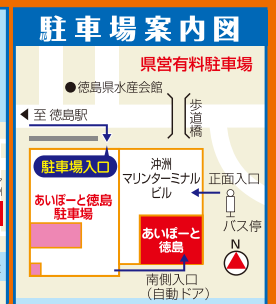 駐車場案内図
県営有料駐車場
●徳島県水産会館
◀ 至 徳島駅
歩道橋
駐車場入口
沖洲
マリンターミナル
ビル
正面入口
あいぽーと徳島
駐車場
あいぽーと
徳島
バス停
N
南側入口
(自動ドア)